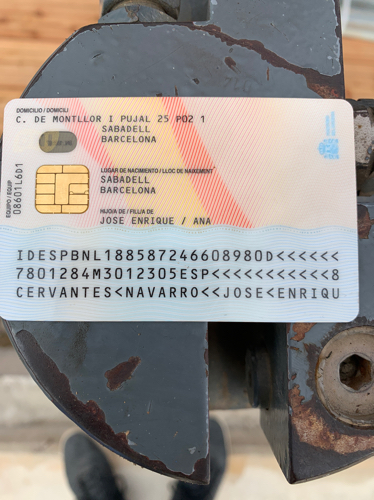 DOMICILIO / DOMICILI
C. DE MONTLLOR I PUJAL 25 P02 1
SABADELL
BARCELONA
LUGAR DE NACIMIENTO / LLOC DE NAIXEMENT
SABADELL
BARCELONA
HIJO/A DE / FILL/A DE
JOSE ENRIQUE / ANA
EQUIPO / EQUIP
08601L6D1
IDESPBNL188587246608980D<<<<<<
7801284M3012305ESP<<<<<<<<<<<8
CERVANTES<NAVARRO<<JOSE<ENRIQU